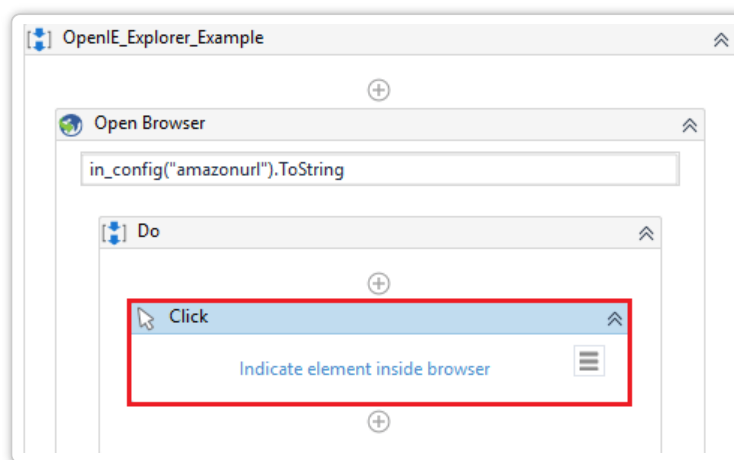 OpenIE_Explorer_Example
Open Browser
in_config("amazonurl").ToString
Do
Click
Indicate element inside browser